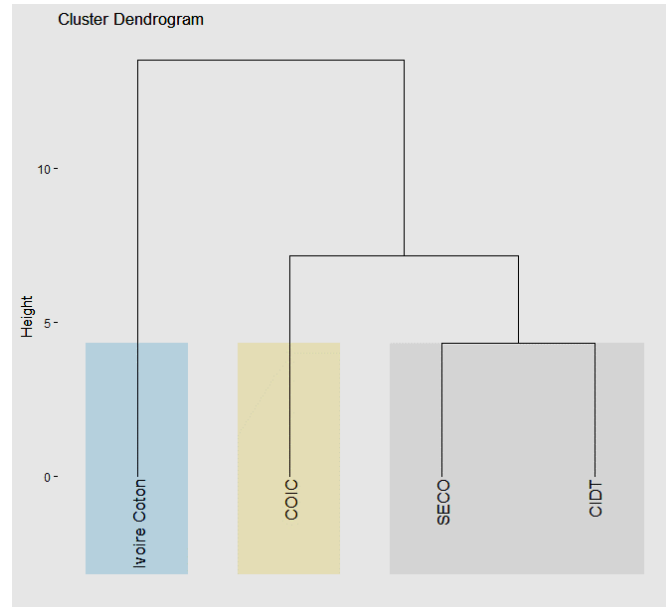 Cluster Dendrogram
10
5
0
Height
Ivoire Coton
COIC
SECO
CIDT